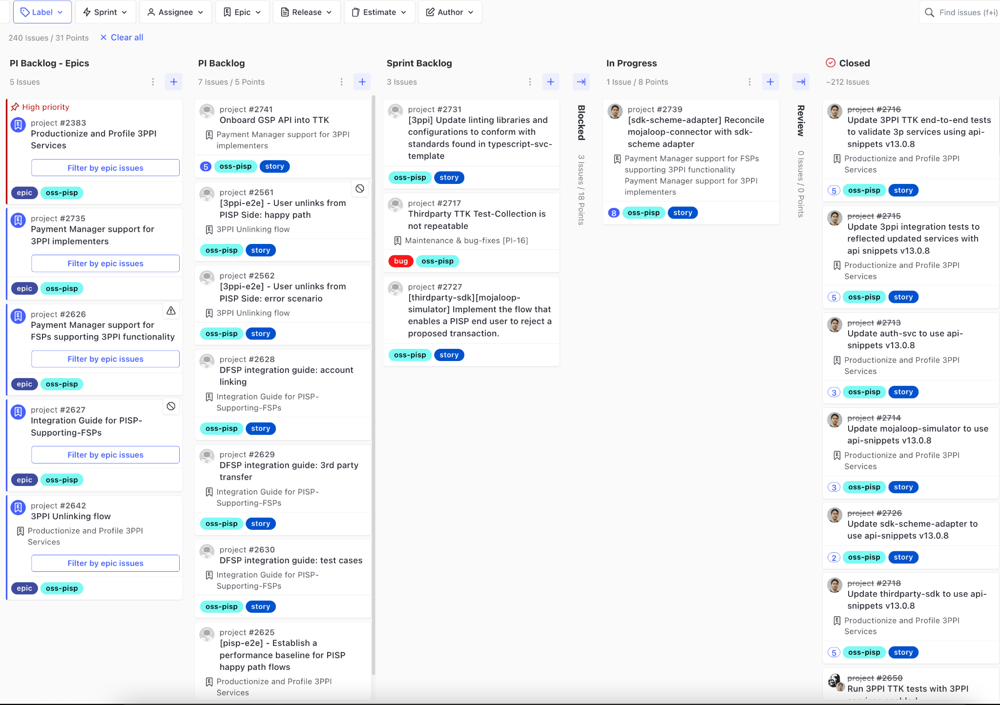 Label
Sprint
Assignee
Epic
Release
Estimate
Author
Find issues (f+i)
240 Issues / 31 Points
Clear all
PI Backlog - Epics
5 Issues
High priority
project #2383
Productionize and Profile 3PPI
Services
Filter by epic issues
epic oss-pisp
project #2735
Payment Manager support for
3PPI implementers
Filter by epic issues
epic oss-pisp
project #2626
Payment Manager support for
FSPs supporting 3PPI functionality
Filter by epic issues
epic oss-pisp
project #2627
Integration Guide for PISP-
Supporting-FSPs
Filter by epic issues
epic oss-pisp
project #2642
3PPI Unlinking flow
Productionize and Profile 3PPI
Services
Filter by epic issues
epic oss-pisp
PI Backlog
7 Issues / 5 Points
project #2741
Onboard GSP API into TTK
Payment Manager support for 3PPI
implementers
5 oss-pisp story
project #2561
[3ppi-e2e] - User unlinks from
PISP Side: happy path
3PPI Unlinking flow
oss-pisp story
project #2562
[3ppi-e2e] - User unlinks from
PISP Side: error scenario
3PPI Unlinking flow
oss-pisp story
project #2628
DFSP integration guide: account
linking
Integration Guide for PISP-
Supporting-FSPs
oss-pisp story
project #2629
DFSP integration guide: 3rd party
transfer
Integration Guide for PISP-
Supporting-FSPs
oss-pisp story
project #2630
DFSP integration guide: test cases
Integration Guide for PISP-
Supporting-FSPs
oss-pisp story
project #2625
[pisp-e2e] - Establish a
performance baseline for PISP
happy path flows
Productionize and Profile 3PPI
Services
Sprint Backlog
3 Issues
project #2731
[3ppi] Update linting libraries and
configurations to conform with
standards found in typescript-svc-
template
oss-pisp story
project #2717
Thirdparty TTK Test-Collection is
not repeatable
Maintenance & bug-fixes [PI-16]
bug oss-pisp
project #2727
[thirdparty-sdk][mojaloop-
simulator] Implement the flow that
enables a PISP end user to reject a
proposed transaction.
oss-pisp story
Blocked
3 Issues / 18 Points
In Progress
1 Issue / 8 Points
project #2739
[sdk-scheme-adapter] Reconcile
mojaloop-connector with sdk-
scheme adapter
Payment Manager support for FSPs
supporting 3PPI functionality
Payment Manager support for 3PPI
implementers
8 oss-pisp story
Review
0 Issues / 0 Points
Closed
~212 Issues
project #2716
Update 3PPI TTK end-to-end tests
to validate 3p services using api-
snippets v13.0.8
Productionize and Profile 3PPI
Services
5 oss-pisp story
project #2715
Update 3ppi integration tests to
reflected updated services with
api snippets v13.0.8
Productionize and Profile 3PPI
Services
5 oss-pisp story
project #2713
Update auth-svc to use api-
snippets v13.0.8
Productionize and Profile 3PPI
Services
3 oss-pisp story
project #2714
Update mojaloop-simulator to use
api-snippets v13.0.8
Productionize and Profile 3PPI
Services
3 oss-pisp story
project #2726
Update sdk-scheme-adapter to
use api-snippets v13.0.8
2 oss-pisp story
project #2718
Update thirdparty-sdk to use api-
snippets v13.0.8
Productionize and Profile 3PPI
Services
5 oss-pisp story
project #2650
Run 3PPI TTK tests with 3PPI